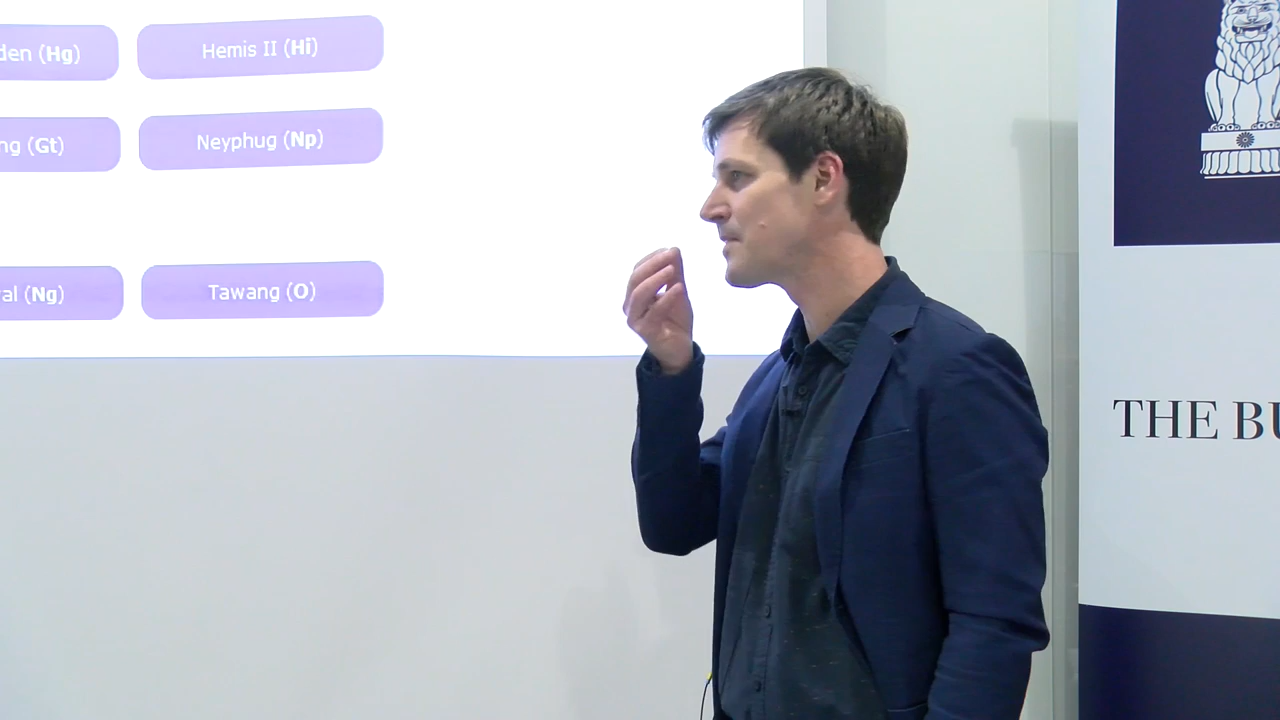 den (Hg)
Hemis II (Hi)
ng (Gt)
Neyphug (Np)
al (Ng)
Tawang (O)
THE BU